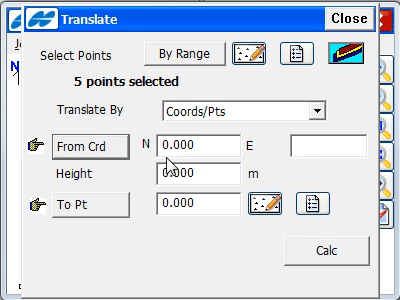 Translate
Close
Select Points
By Range
5 points selected
Translate By
Coords/Pts
From Crd
N
0.000
E
Height
0.000
m
To Pt
0.000
Calc